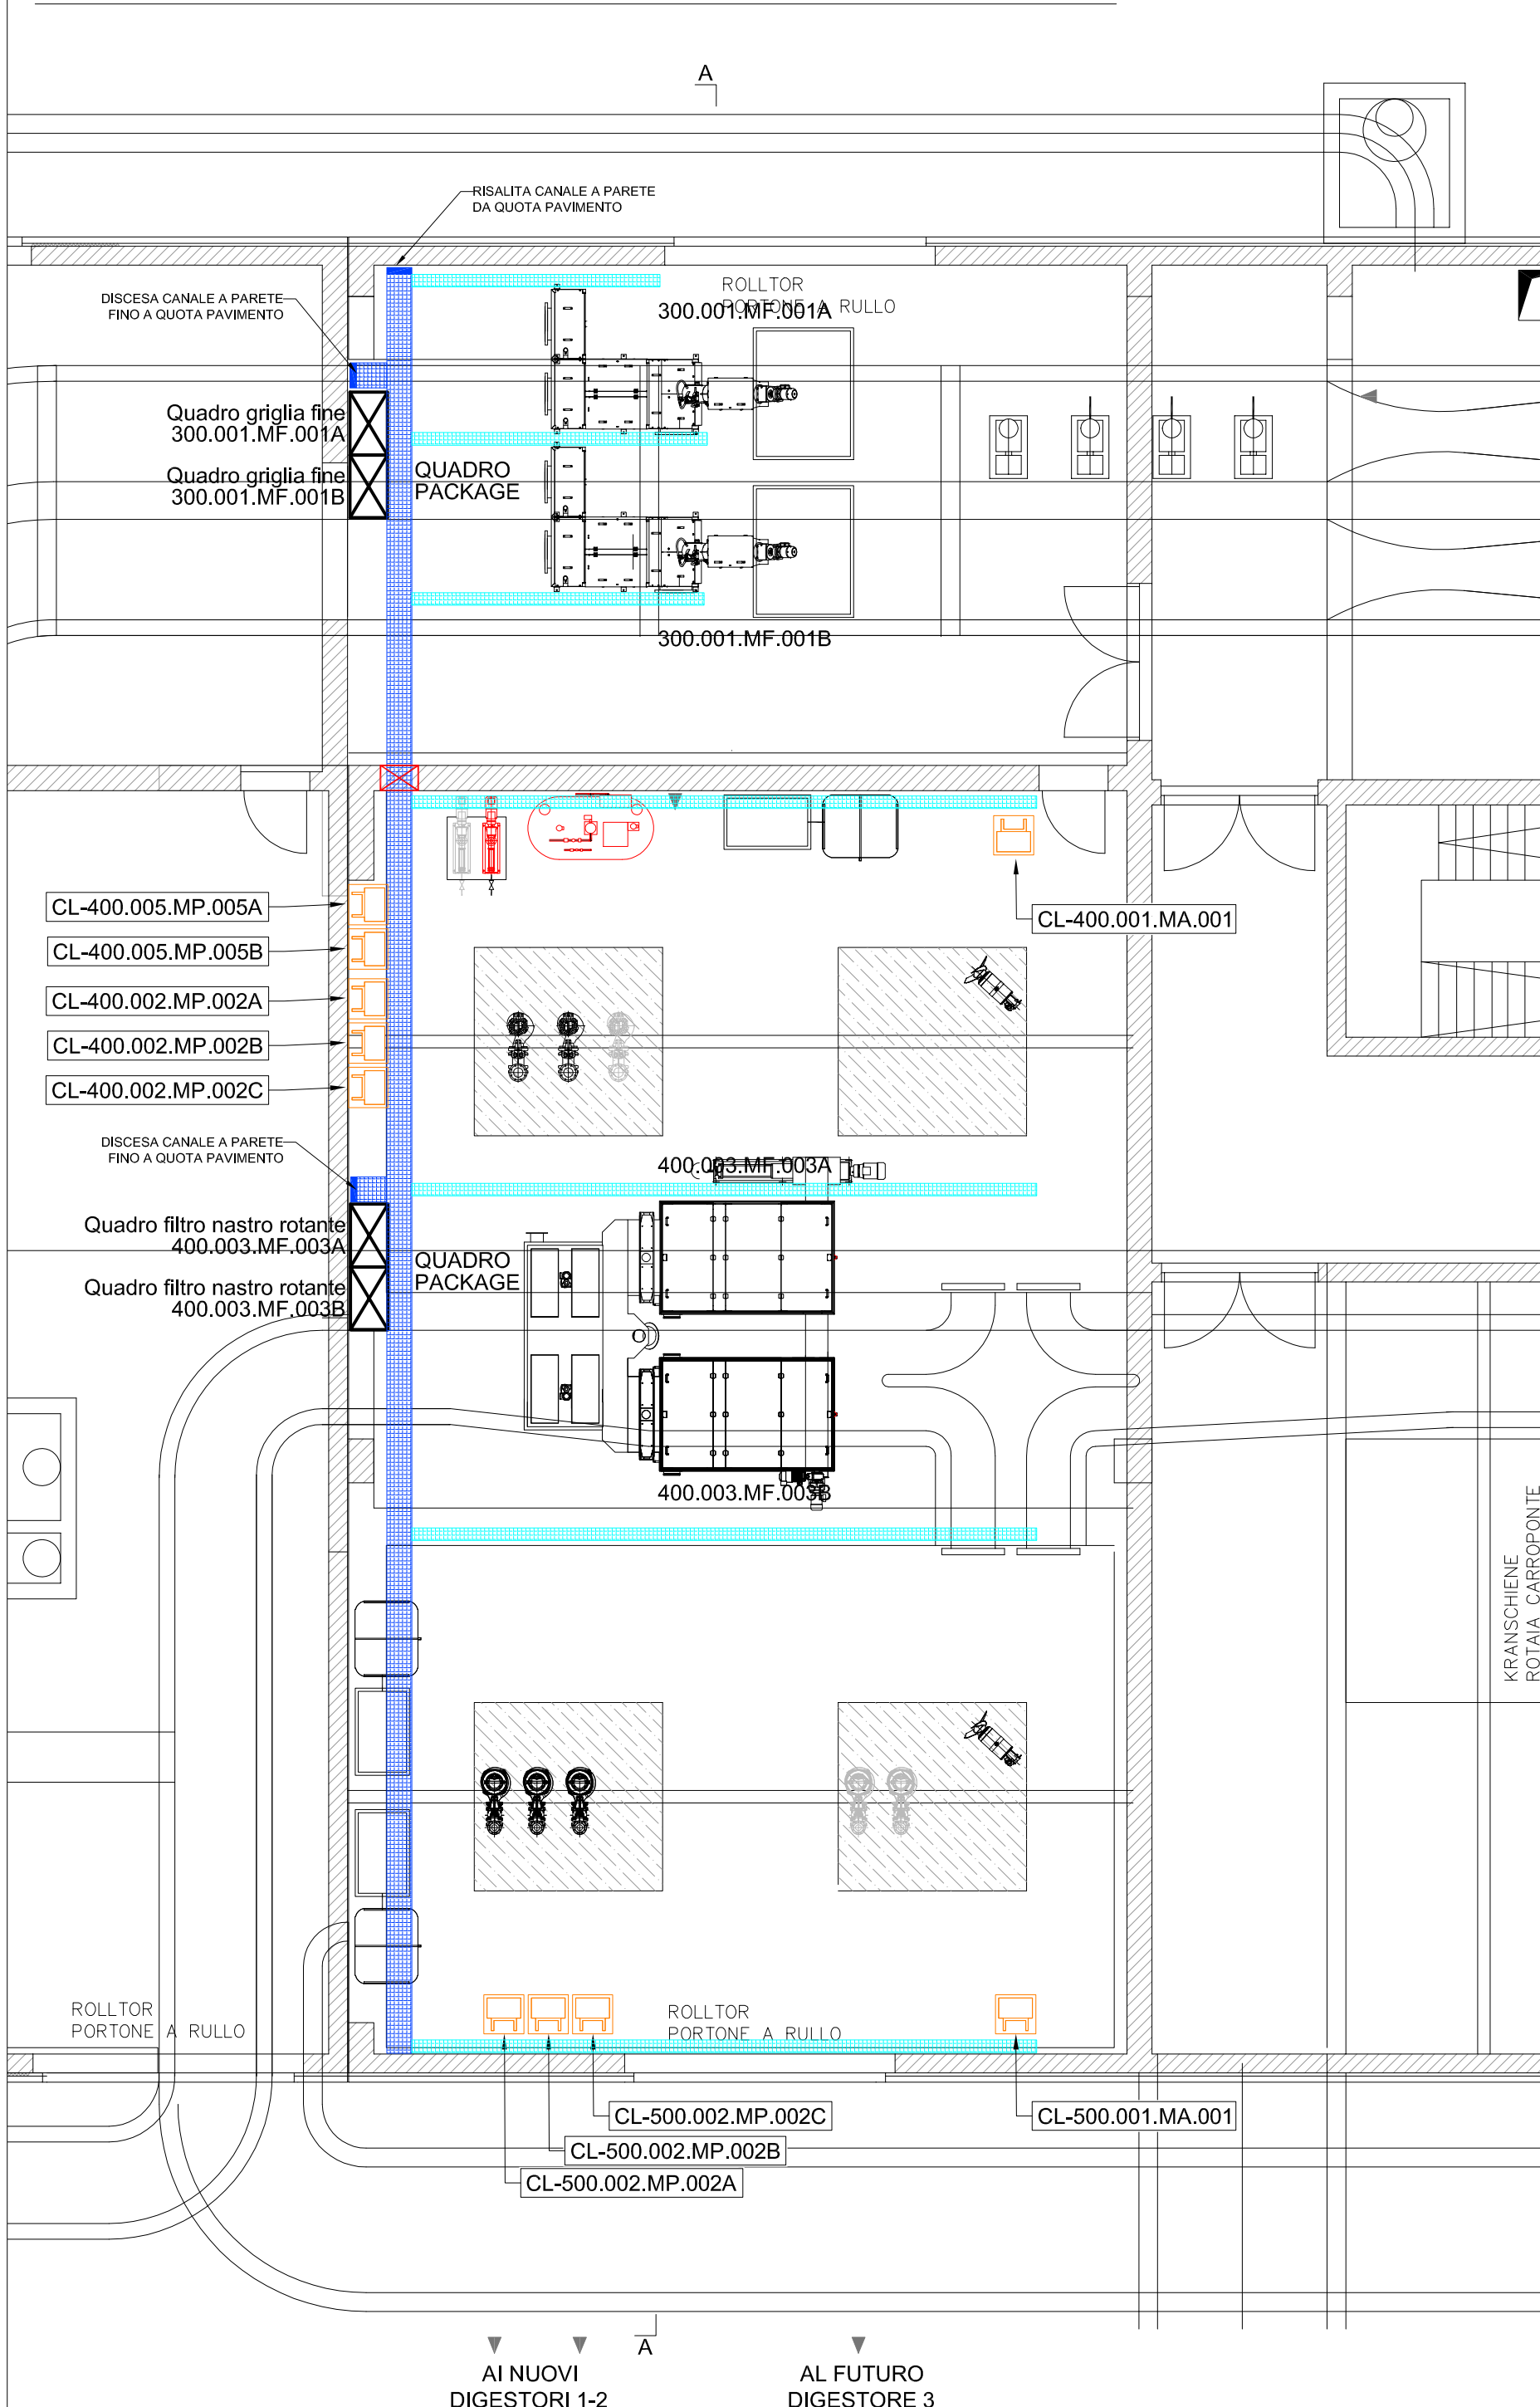 A
RISALITA CANALE A PARETE
DA QUOTA PAVIMENTO
DISCESA CANALE A PARETE
FINO A QUOTA PAVIMENTO
ROLLTOR
PORTONE A RULLO
300.001.MF.001A
Quadro griglia fine
300.001.MF.001A
Quadro griglia fine
300.001.MF.001B
QUADRO
PACKAGE
300.001.MF.001B
CL-400.005.MP.005A
CL-400.005.MP.005B
CL-400.002.MP.002A
CL-400.002.MP.002B
CL-400.002.MP.002C
CL-400.001.MA.001
DISCESA CANALE A PARETE
FINO A QUOTA PAVIMENTO
400.003.MF.003A
Quadro filtro nastro rotante
400.003.MF.003A
Quadro filtro nastro rotante
400.003.MF.003B
QUADRO
PACKAGE
400.003.MF.003B
KRANSCHIENE
ROTAIA CARROPONTE
ROLLTOR
PORTONE A RULLO
ROLLTOR
PORTONE A RULLO
CL-500.002.MP.002C
CL-500.001.MA.001
CL-500.002.MP.002B
CL-500.002.MP.002A
A
AI NUOVI
DIGESTORI 1-2
AL FUTURO
DIGESTORE 3